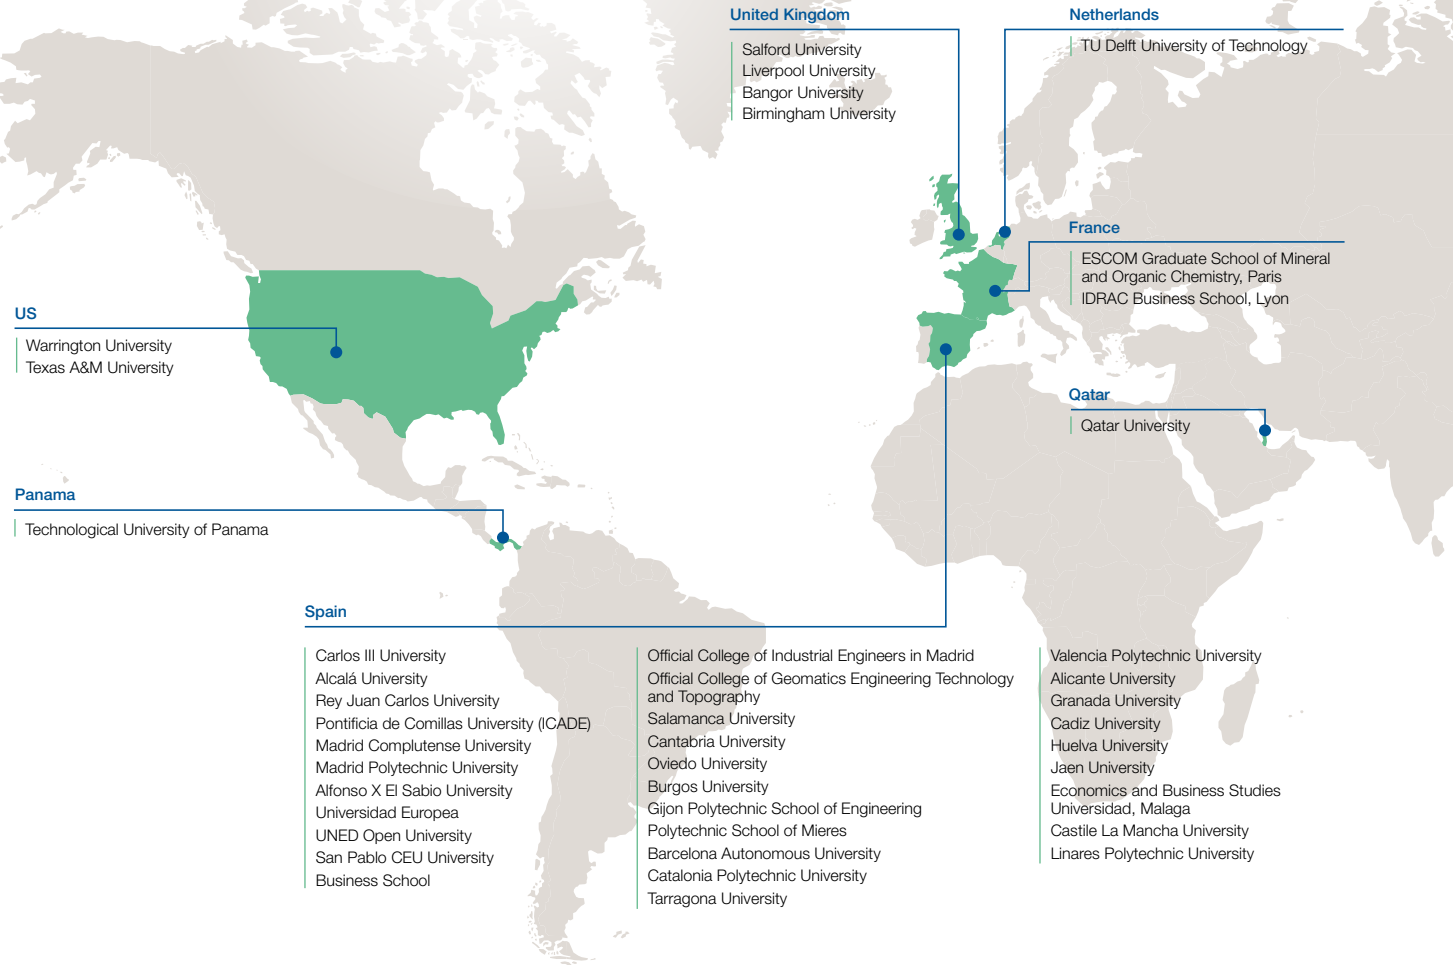 United Kingdom
Salford University
Liverpool University
Bangor University
Birmingham University
Netherlands
TU Delft University of Technology
France
ESCOM Graduate School of Mineral
and Organic Chemistry, Paris
IDRAC Business School, Lyon
US
Warrington University
Texas A&M University
Qatar
Qatar University
Panama
Technological University of Panama
Spain
Carlos III University
Alcalá University
Rey Juan Carlos University
Pontificia de Comillas University (ICADE)
Madrid Complutense University
Madrid Polytechnic University
Alfonso X El Sabio University
Universidad Europea
UNED Open University
San Pablo CEU University
Business School
Official College of Industrial Engineers in Madrid
Official College of Geomatics Engineering Technology
and Topography
Salamanca University
Cantabria University
Oviedo University
Burgos University
Gijon Polytechnic School of Engineering
Polytechnic School of Mieres
Barcelona Autonomous University
Catalonia Polytechnic University
Tarragona University
Valencia Polytechnic University
Alicante University
Granada University
Cadiz University
Huelva University
Jaen University
Economics and Business Studies
Universidad, Malaga
Castile La Mancha University
Linares Polytechnic University